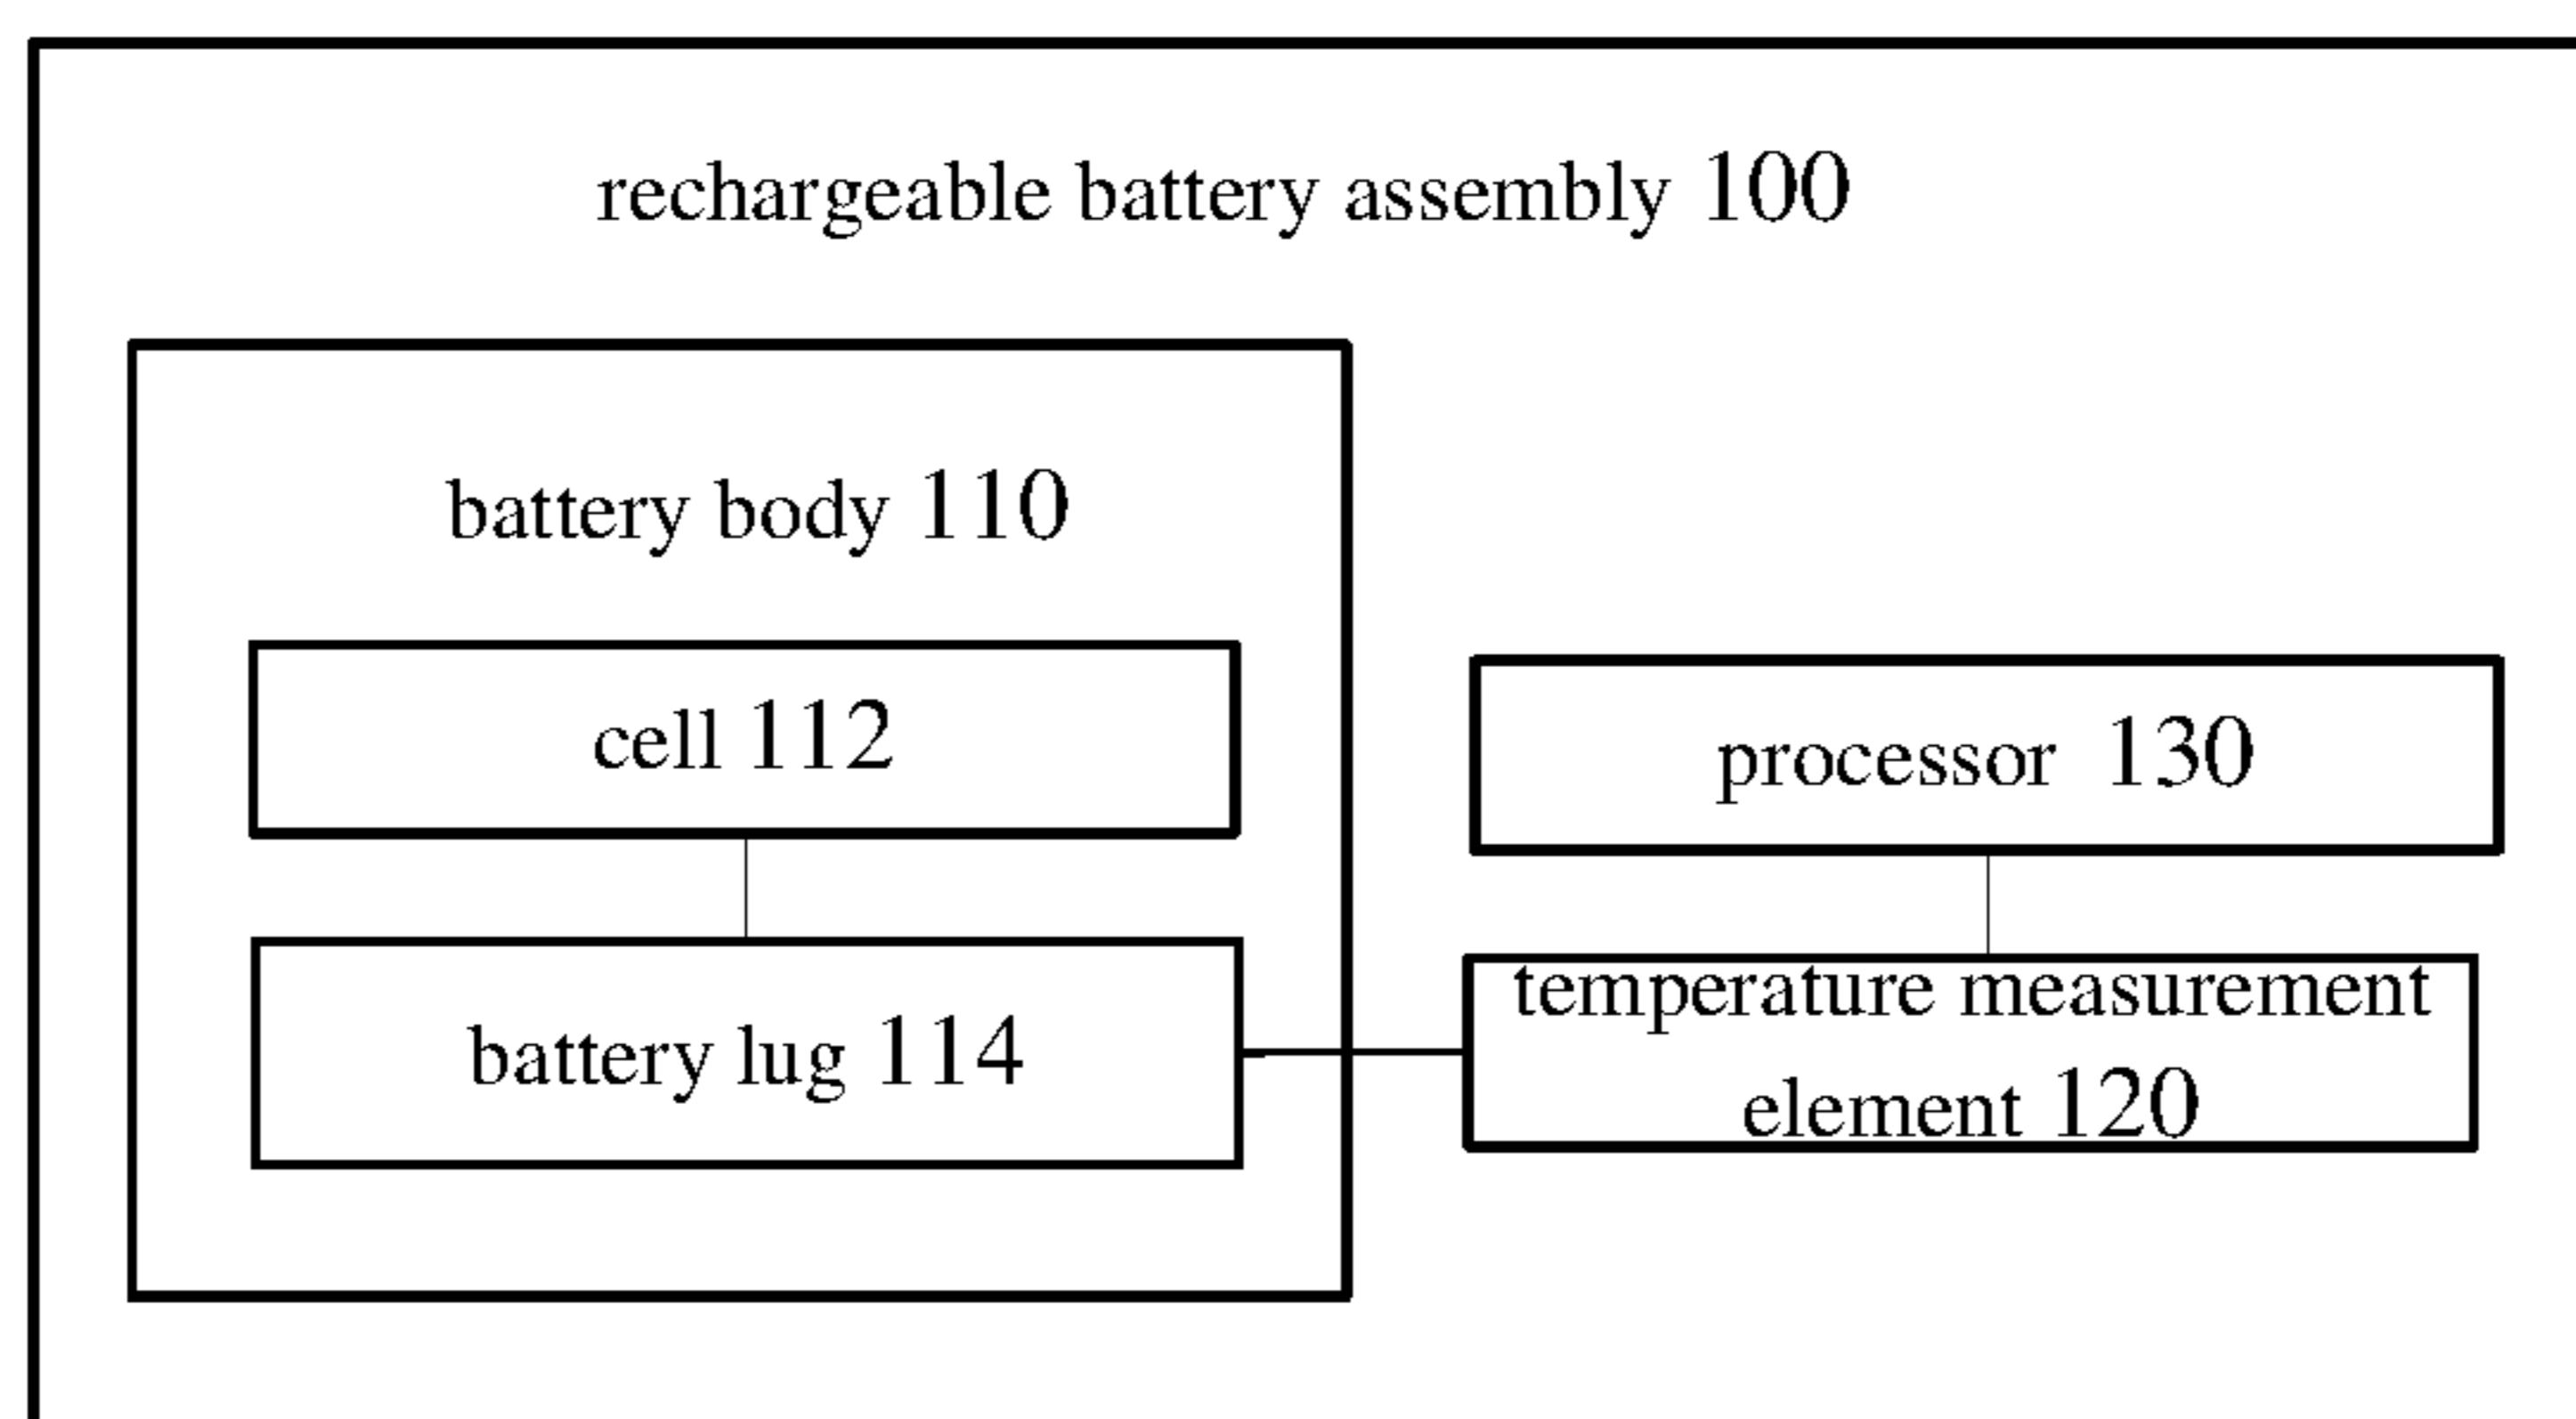 rechargeable battery assembly 100
battery body 110
cell 112
battery lug 114
processor 130
temperature measurement
element 120